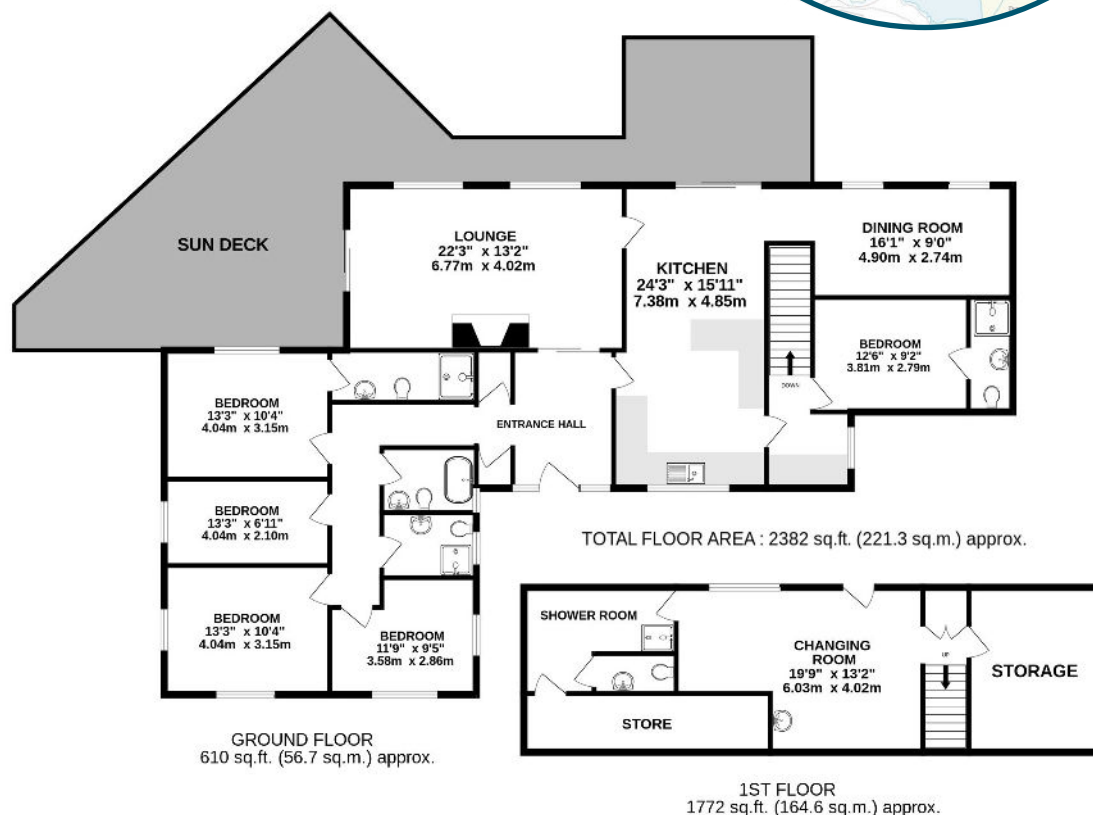 SUN DECK
LOUNGE
22'3" x 13'2"
6.77m x 4.02m
KITCHEN
24'3" x 15'11"
7.38m x 4.85m
DINING ROOM
16'1" x 9'0"
4.90m x 2.74m
BEDROOM
12'6" x 9'2"
3.81m x 2.79m
DOWN
BEDROOM
13'3" x 10'4"
4.04m x 3.15m
ENTRANCE HALL
BEDROOM
13'3" x 6'11"
4.04m x 2.10m
BEDROOM
13'3" x 10'4"
4.04m x 3.15m
BEDROOM
11'9" x 9'5"
3.58m x 2.86m
TOTAL FLOOR AREA : 2382 sq.ft. (221.3 sq.m.) approx.
SHOWER ROOM
CHANGING
ROOM
19'9" x 13'2"
6.03m x 4.02m
UP
STORAGE
STORE
GROUND FLOOR
610 sq.ft. (56.7 sq.m.) approx.
1ST FLOOR
1772 sq.ft. (164.6 sq.m.) approx.